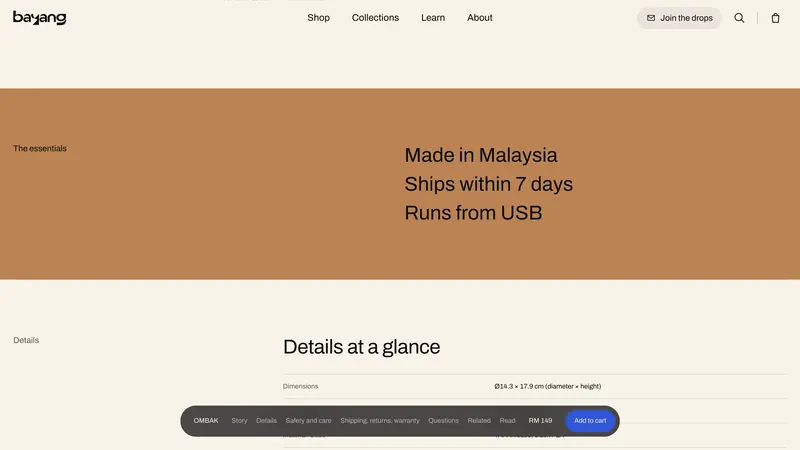 bayang
Shop
Collections
Learn
About
Join the drops
The essentials
Made in Malaysia
Ships within 7 days
Runs from USB
Details
Details at a glance
Dimensions
Ø14.3 × 17.9 cm (diameter × height)
OMBAK
Story
Details
Safety and care
Shipping, returns, warranty
Questions
Related
Read
RM 149
Add to cart